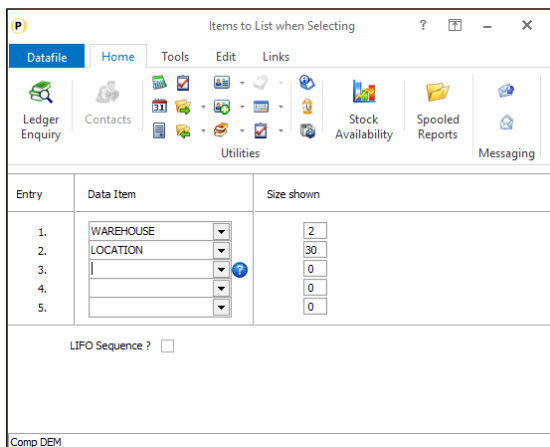 P Items to List when Selecting ?
Datafile Home Tools Edit Links
31
Ledger Enquiry
Contacts
Stock Availability
Spooled Reports
Utilities Messaging
Entry Data Item Size shown
1. WAREHOUSE 2
2. LOCATION 30
3. ? 0
4. 0
5. 0
LIFO Sequence ?
Comp DEM